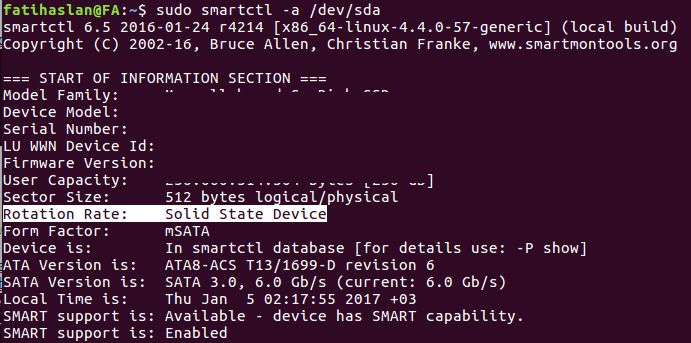 fatihaslan@FA:~$ sudo smartctl -a /dev/sda
smartctl 6.5 2016-01-24 r4214 [x86_64-linux-4.4.0-57-generic] (local build)
Copyright (C) 2002-16, Bruce Allen, Christian Franke, www.smartmontools.org
=== START OF INFORMATION SECTION ===
Model Family:
Device Model:
Serial Number:
LU WWN Device Id:
Firmware Version:
User Capacity:
Sector Size: 512 bytes logical/physical
Rotation Rate: Solid State Device
Form Factor: mSATA
Device is: In smartctl database [for details use: -P show]
ATA Version is: ATA8-ACS T13/1699-D revision 6
SATA Version is: SATA 3.0, 6.0 Gb/s (current: 6.0 Gb/s)
Local Time is: Thu Jan  5 02:17:55 2017 +03
SMART support is: Available - device has SMART capability.
SMART support is: Enabled